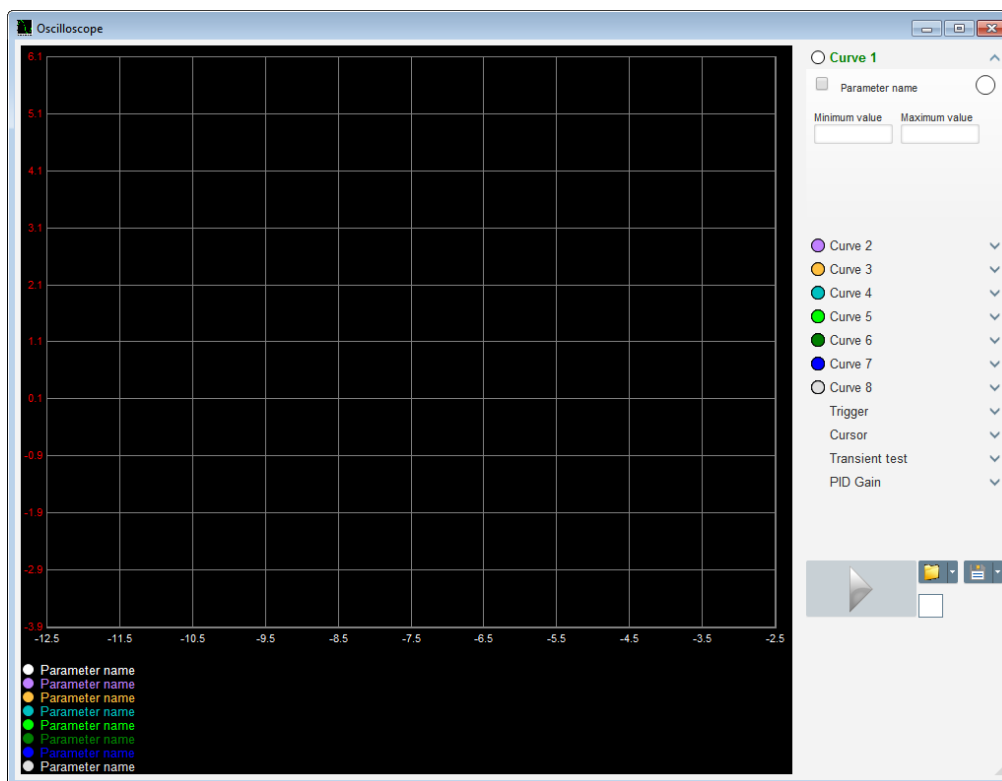 Oscilloscope
6.1
5.1
4.1
3.1
2.1
1.1
0.1
-0.9
-1.9
-2.9
-3.9
-12.5 -11.5 -10.5 -9.5 -8.5 -7.5 -6.5 -5.5 -4.5 -3.5 -2.5
Parameter name
Parameter name
Parameter name
Parameter name
Parameter name
Parameter name
Parameter name
Parameter name
Curve 1
Parameter name
Minimum value Maximum value
Curve 2
Curve 3
Curve 4
Curve 5
Curve 6
Curve 7
Curve 8
Trigger
Cursor
Transient test
PID Gain